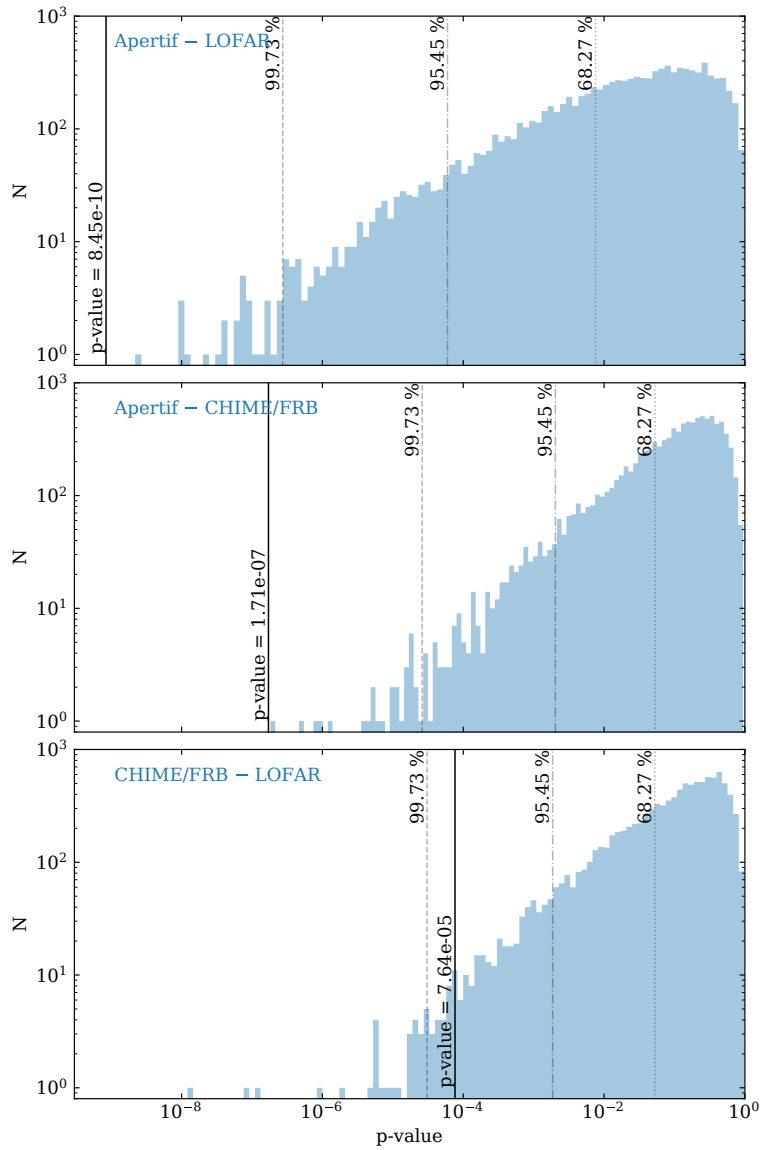 Apertif − LOFAR
99.73 %
95.45 %
68.27 %
p-value = 8.45e-10
N
10³
10²
10¹
10⁰
Apertif − CHIME/FRB
99.73 %
95.45 %
68.27 %
p-value = 1.71e-07
N
10³
10²
10¹
10⁰
CHIME/FRB − LOFAR
99.73 %
95.45 %
68.27 %
p-value = 7.64e-05
N
10³
10²
10¹
10⁰
10⁻⁸ 10⁻⁶ 10⁻⁴ 10⁻² 10⁰
p-value